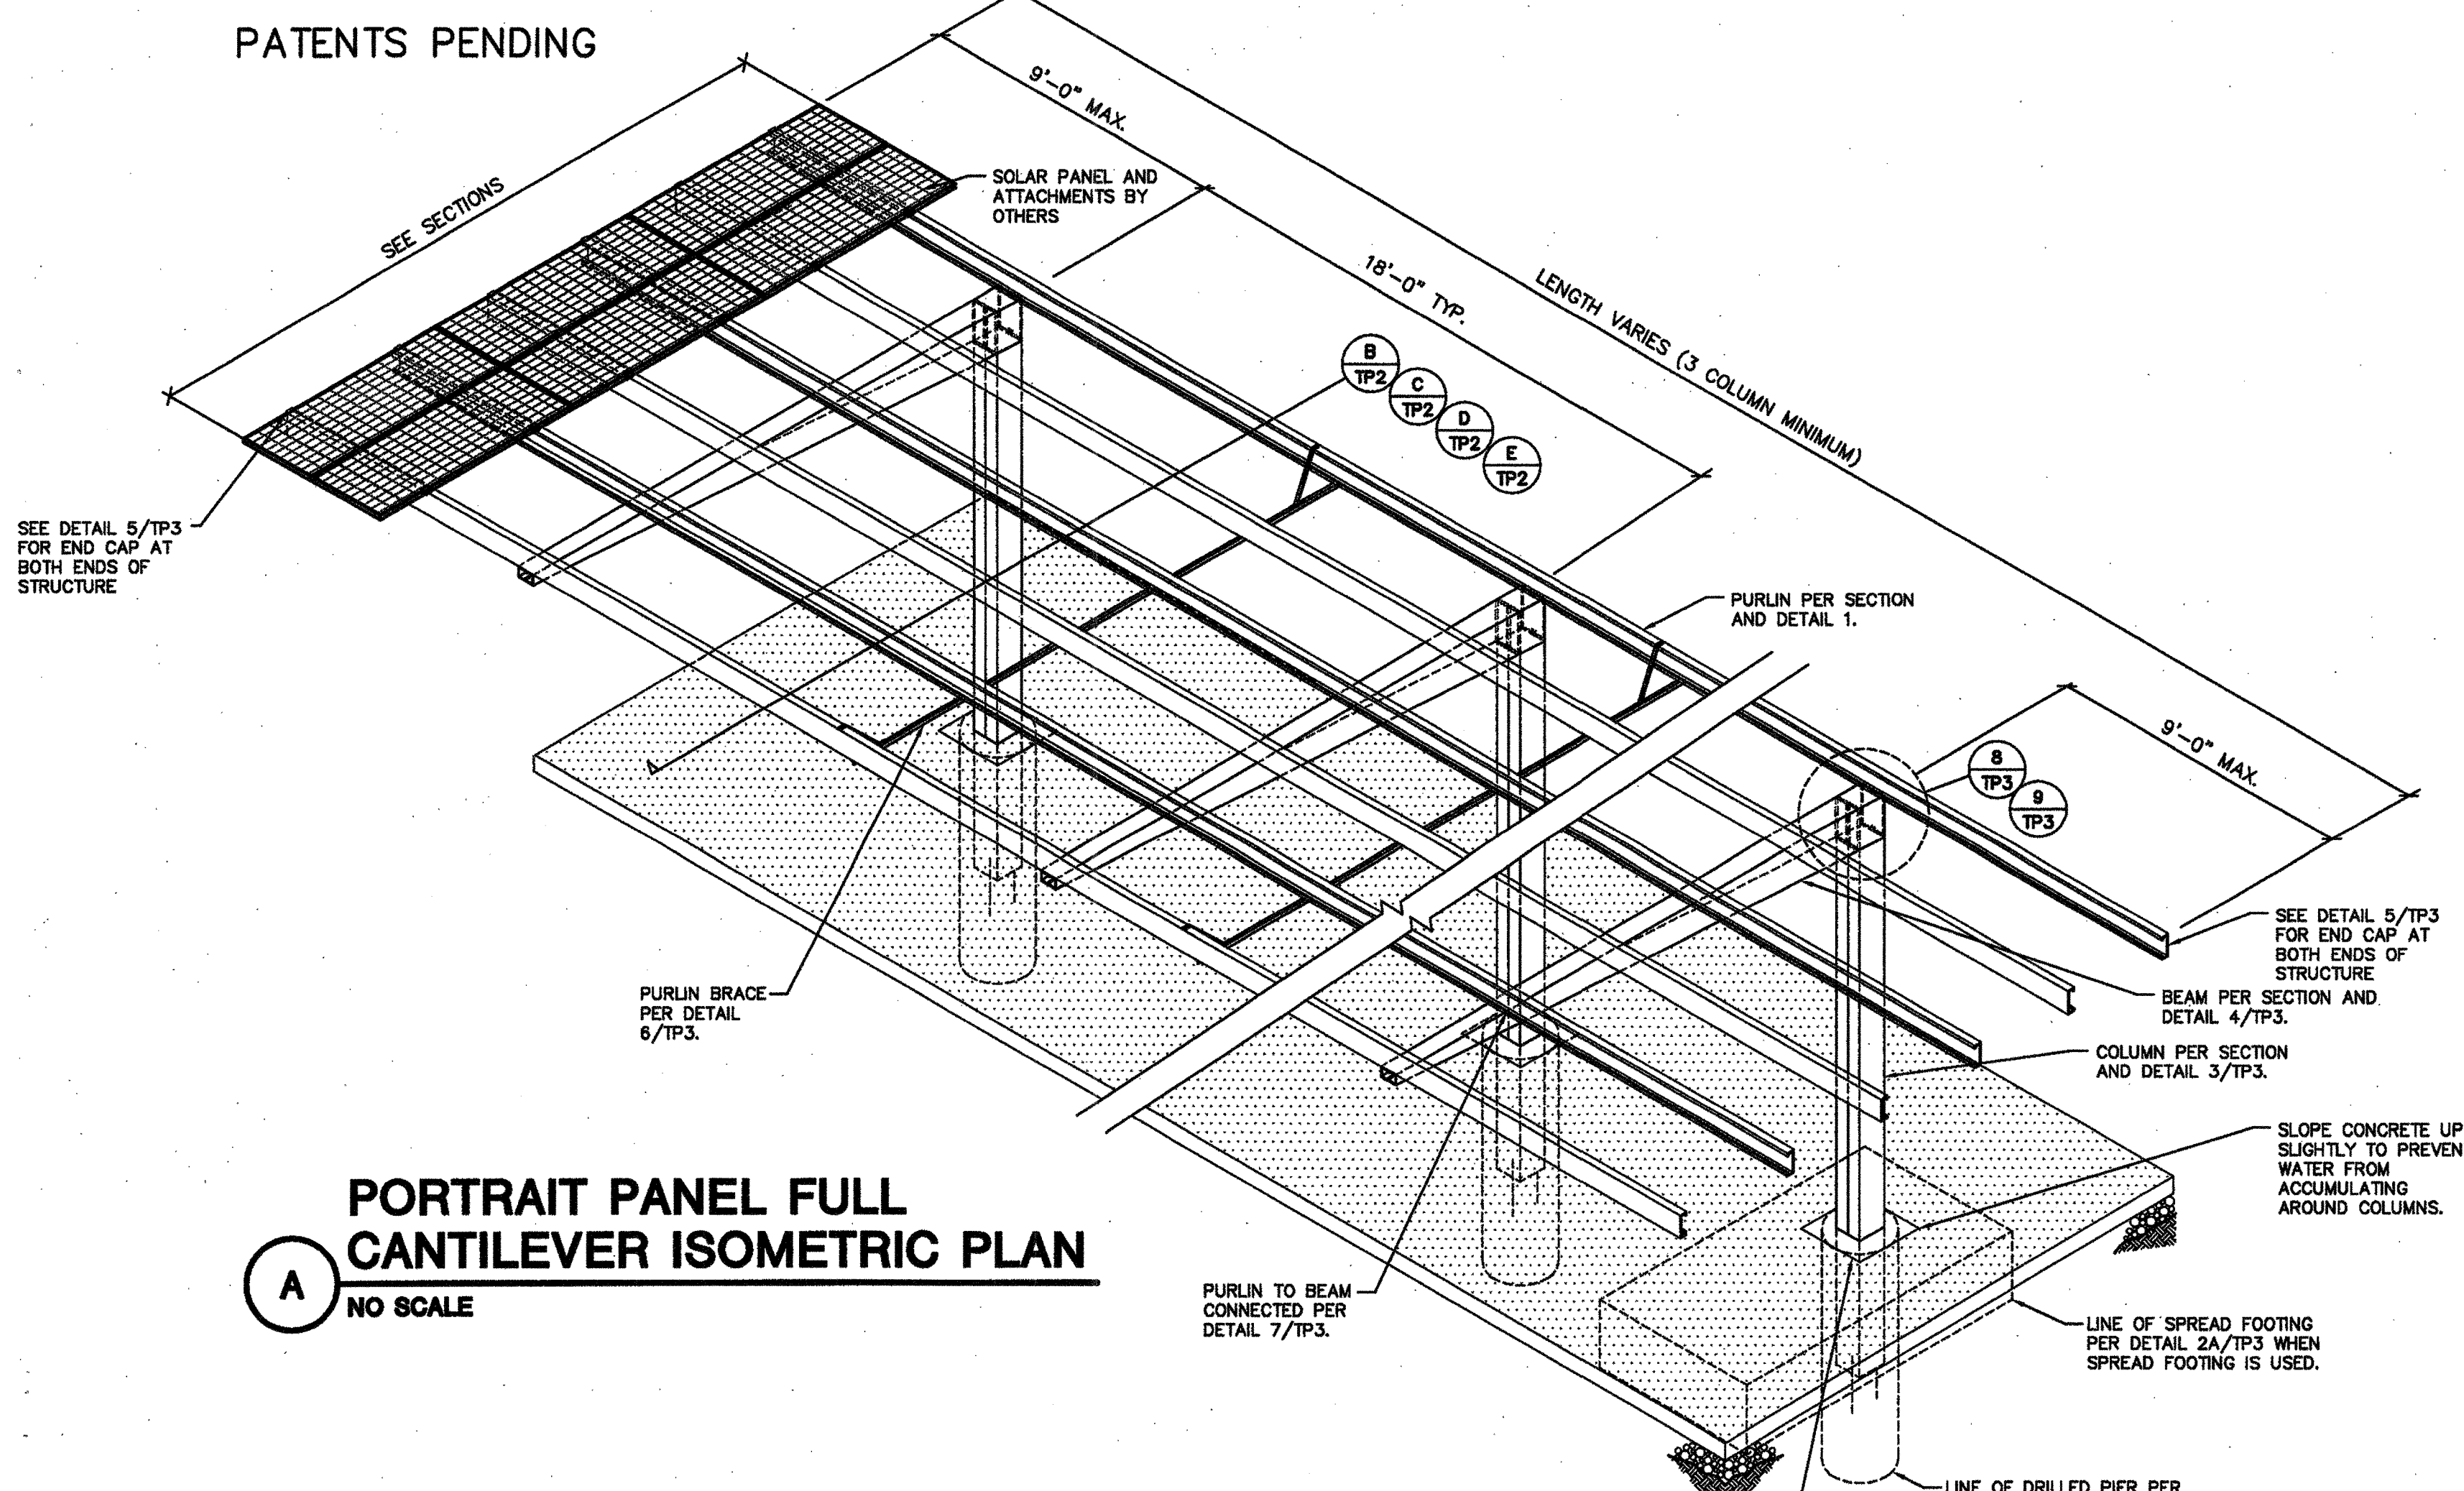 PATENTS PENDING
9'-0" MAX.
SOLAR PANEL AND
ATTACHMENTS BY
OTHERS
SEE SECTIONS
18'-0" TYP.
LENGTH VARIES (3 COLUMN MINIMUM)
B
TP2
C
TP2
D
TP2
E
TP2
SEE DETAIL 5/TP3
FOR END CAP AT
BOTH ENDS OF
STRUCTURE
PURLIN PER SECTION
AND DETAIL 1.
9'-0" MAX.
8
TP3
9
TP3
SEE DETAIL 5/TP3
FOR END CAP AT
BOTH ENDS OF
STRUCTURE
BEAM PER SECTION AND
DETAIL 4/TP3.
PURLIN BRACE
PER DETAIL
6/TP3.
COLUMN PER SECTION
AND DETAIL 3/TP3.
SLOPE CONCRETE UP
SLIGHTLY TO PREVEN
WATER FROM
ACCUMULATING
AROUND COLUMNS.
PORTRAIT PANEL FULL
CANTILEVER ISOMETRIC PLAN
A
NO SCALE
PURLIN TO BEAM
CONNECTED PER
DETAIL 7/TP3.
LINE OF SPREAD FOOTING
PER DETAIL 2A/TP3 WHEN
SPREAD FOOTING IS USED.
LINE OF DRILLED PIER PER